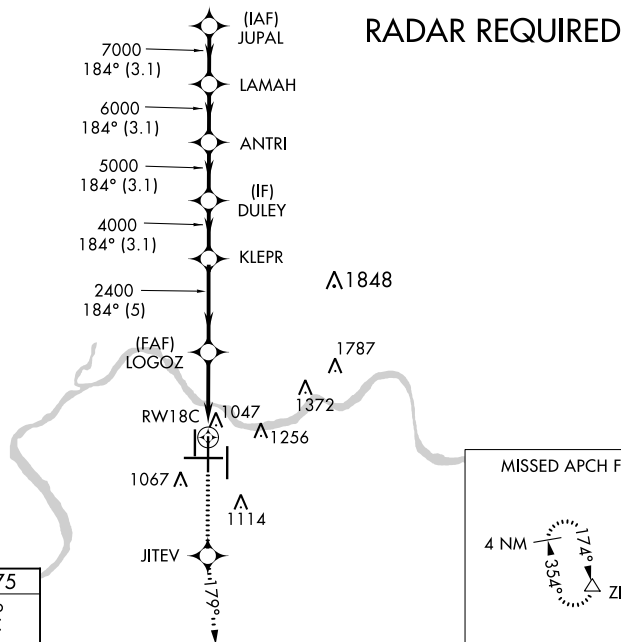 RADAR REQUIRED
(IAF)
JUPAL
7000
184° (3.1)
LAMAH
6000
184° (3.1)
ANTRI
5000
184° (3.1)
(IF)
DULEY
4000
184° (3.1)
KLEPR
2400
184° (5)
1848
(FAF)
LOGOZ
1787
1372
RW18C
1047
1256
1067
1114
MISSED APCH F
4 NM
174°
354°
JITEV
179°
75